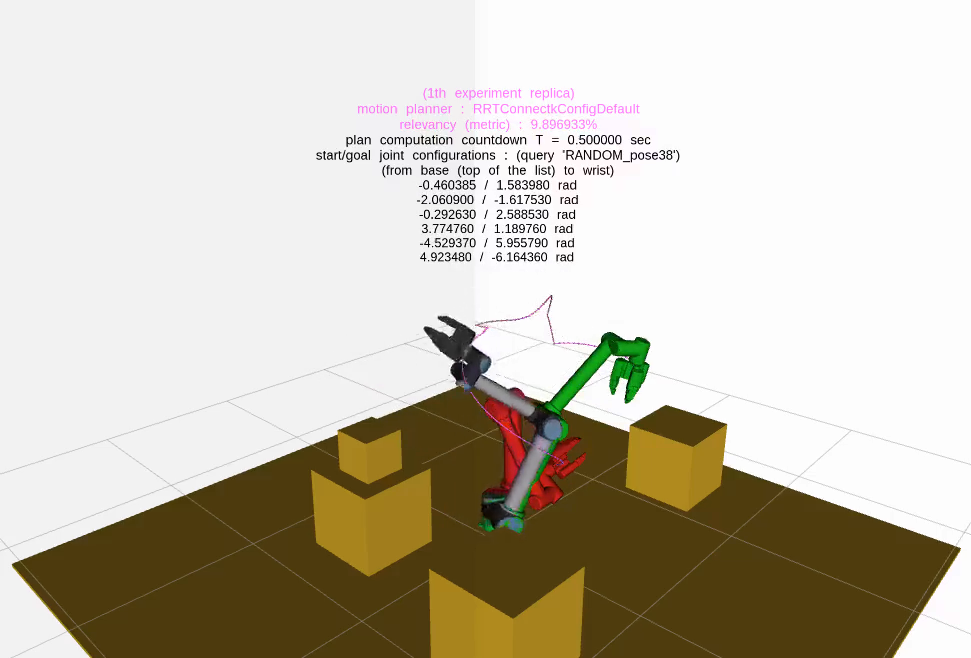 (1th experiment replica)
motion planner : RRTConnectkConfigDefault
relevancy (metric) : 9.896933%
plan computation countdown T = 0.500000 sec
start/goal joint configurations : (query 'RANDOM_pose38')
(from base (top of the list) to wrist)
-0.460385 / 1.583980 rad
-2.060900 / -1.617530 rad
-0.292630 / 2.588530 rad
3.774760 / 1.189760 rad
-4.529370 / 5.955790 rad
4.923480 / -6.164360 rad